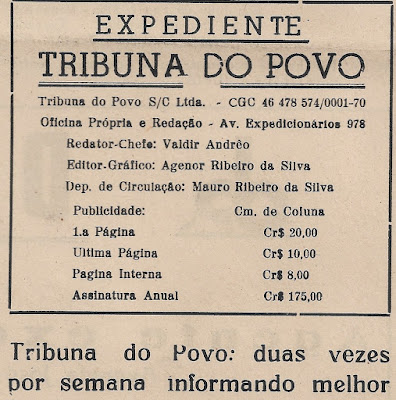 EXPEDIENTE
TRIBUNA DO POVO
Tribuna do Povo S/C Ltda. - CGC 46 478 574/0001-70
Oficina Própria e Redação - Av. Expedicionários 978
Redator-Chefe: Valdir Andrêo
Editor-Gráfico: Agenor Ribeiro da Silva
Dep. de Circulação: Mauro Ribeiro da Silva
Publicidade: Cm. de Coluna
1.a Página Cr$ 20,00
Ultima Página Cr$ 10,00
Pagina Interna Cr$ 8,00
Assinatura Anual Cr$ 175,00
Tribuna do Povo: duas vezes
por semana informando melhor